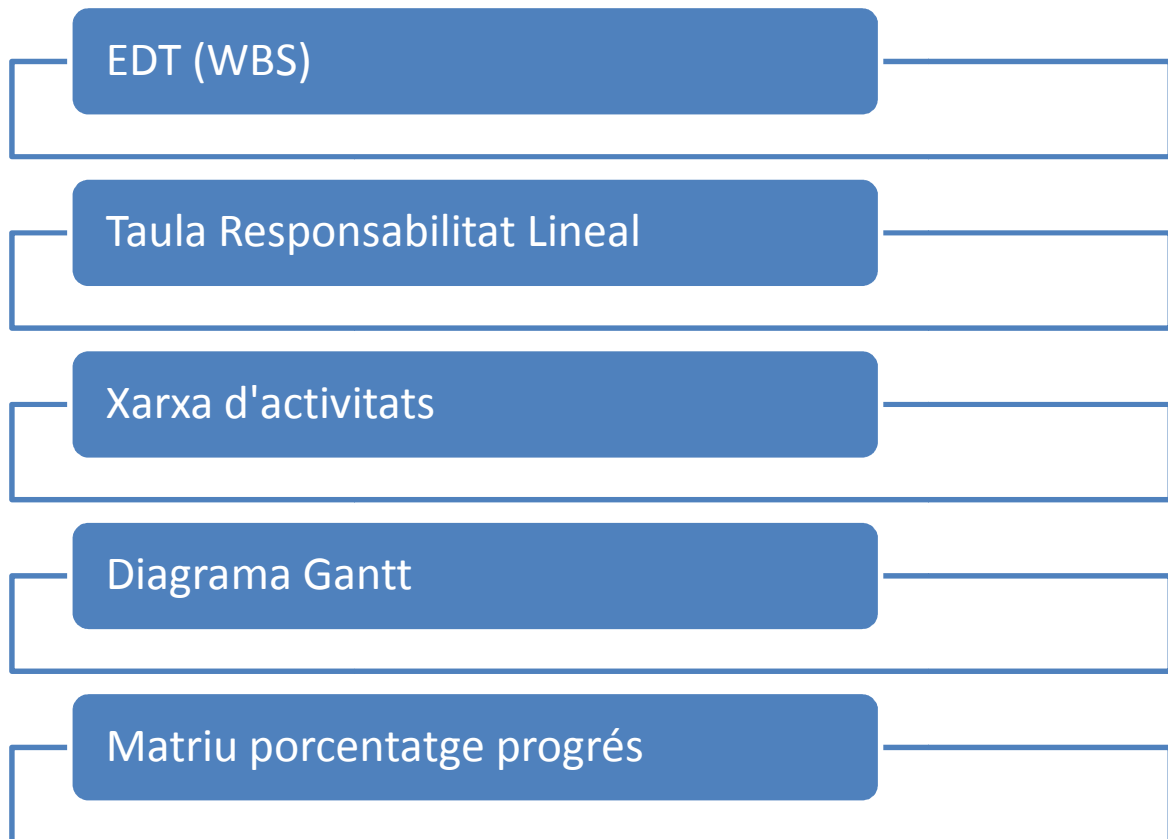 EDT (WBS)
Taula Responsabilitat Lineal
Xarxa d'activitats
Diagrama Gantt
Matriu porcentatge progrés